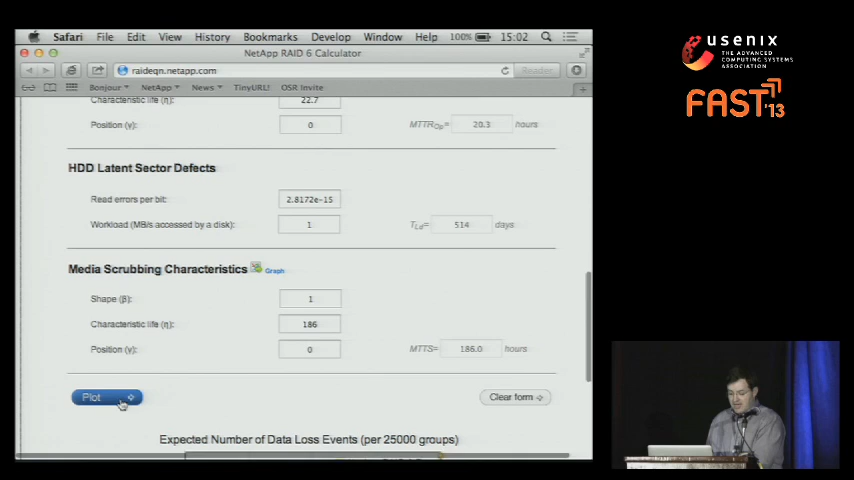 Safari File Edit View History Bookmarks Develop Window Help 100% 15:02
NetApp RAID 6 Calculator
raideqn.netapp.com
Reader
Bonjour NetApp News TinyURL! OSR Invite
Characteristic life (η): 22.7
Position (γ): 0 MTTROp= 20.3 hours
HDD Latent Sector Defects
Read errors per bit: 2.8172e-15
Workload (MB/s accessed by a disk): 1 TLd= 514 days
Media Scrubbing Characteristics Graph
Shape (β): 1
Characteristic life (η): 186
Position (γ): 0 MTTS= 186.0 hours
Plot Clear form
Expected Number of Data Loss Events (per 25000 groups)
usenix
THE ADVANCED
COMPUTING SYSTEMS
ASSOCIATION
FAST'13